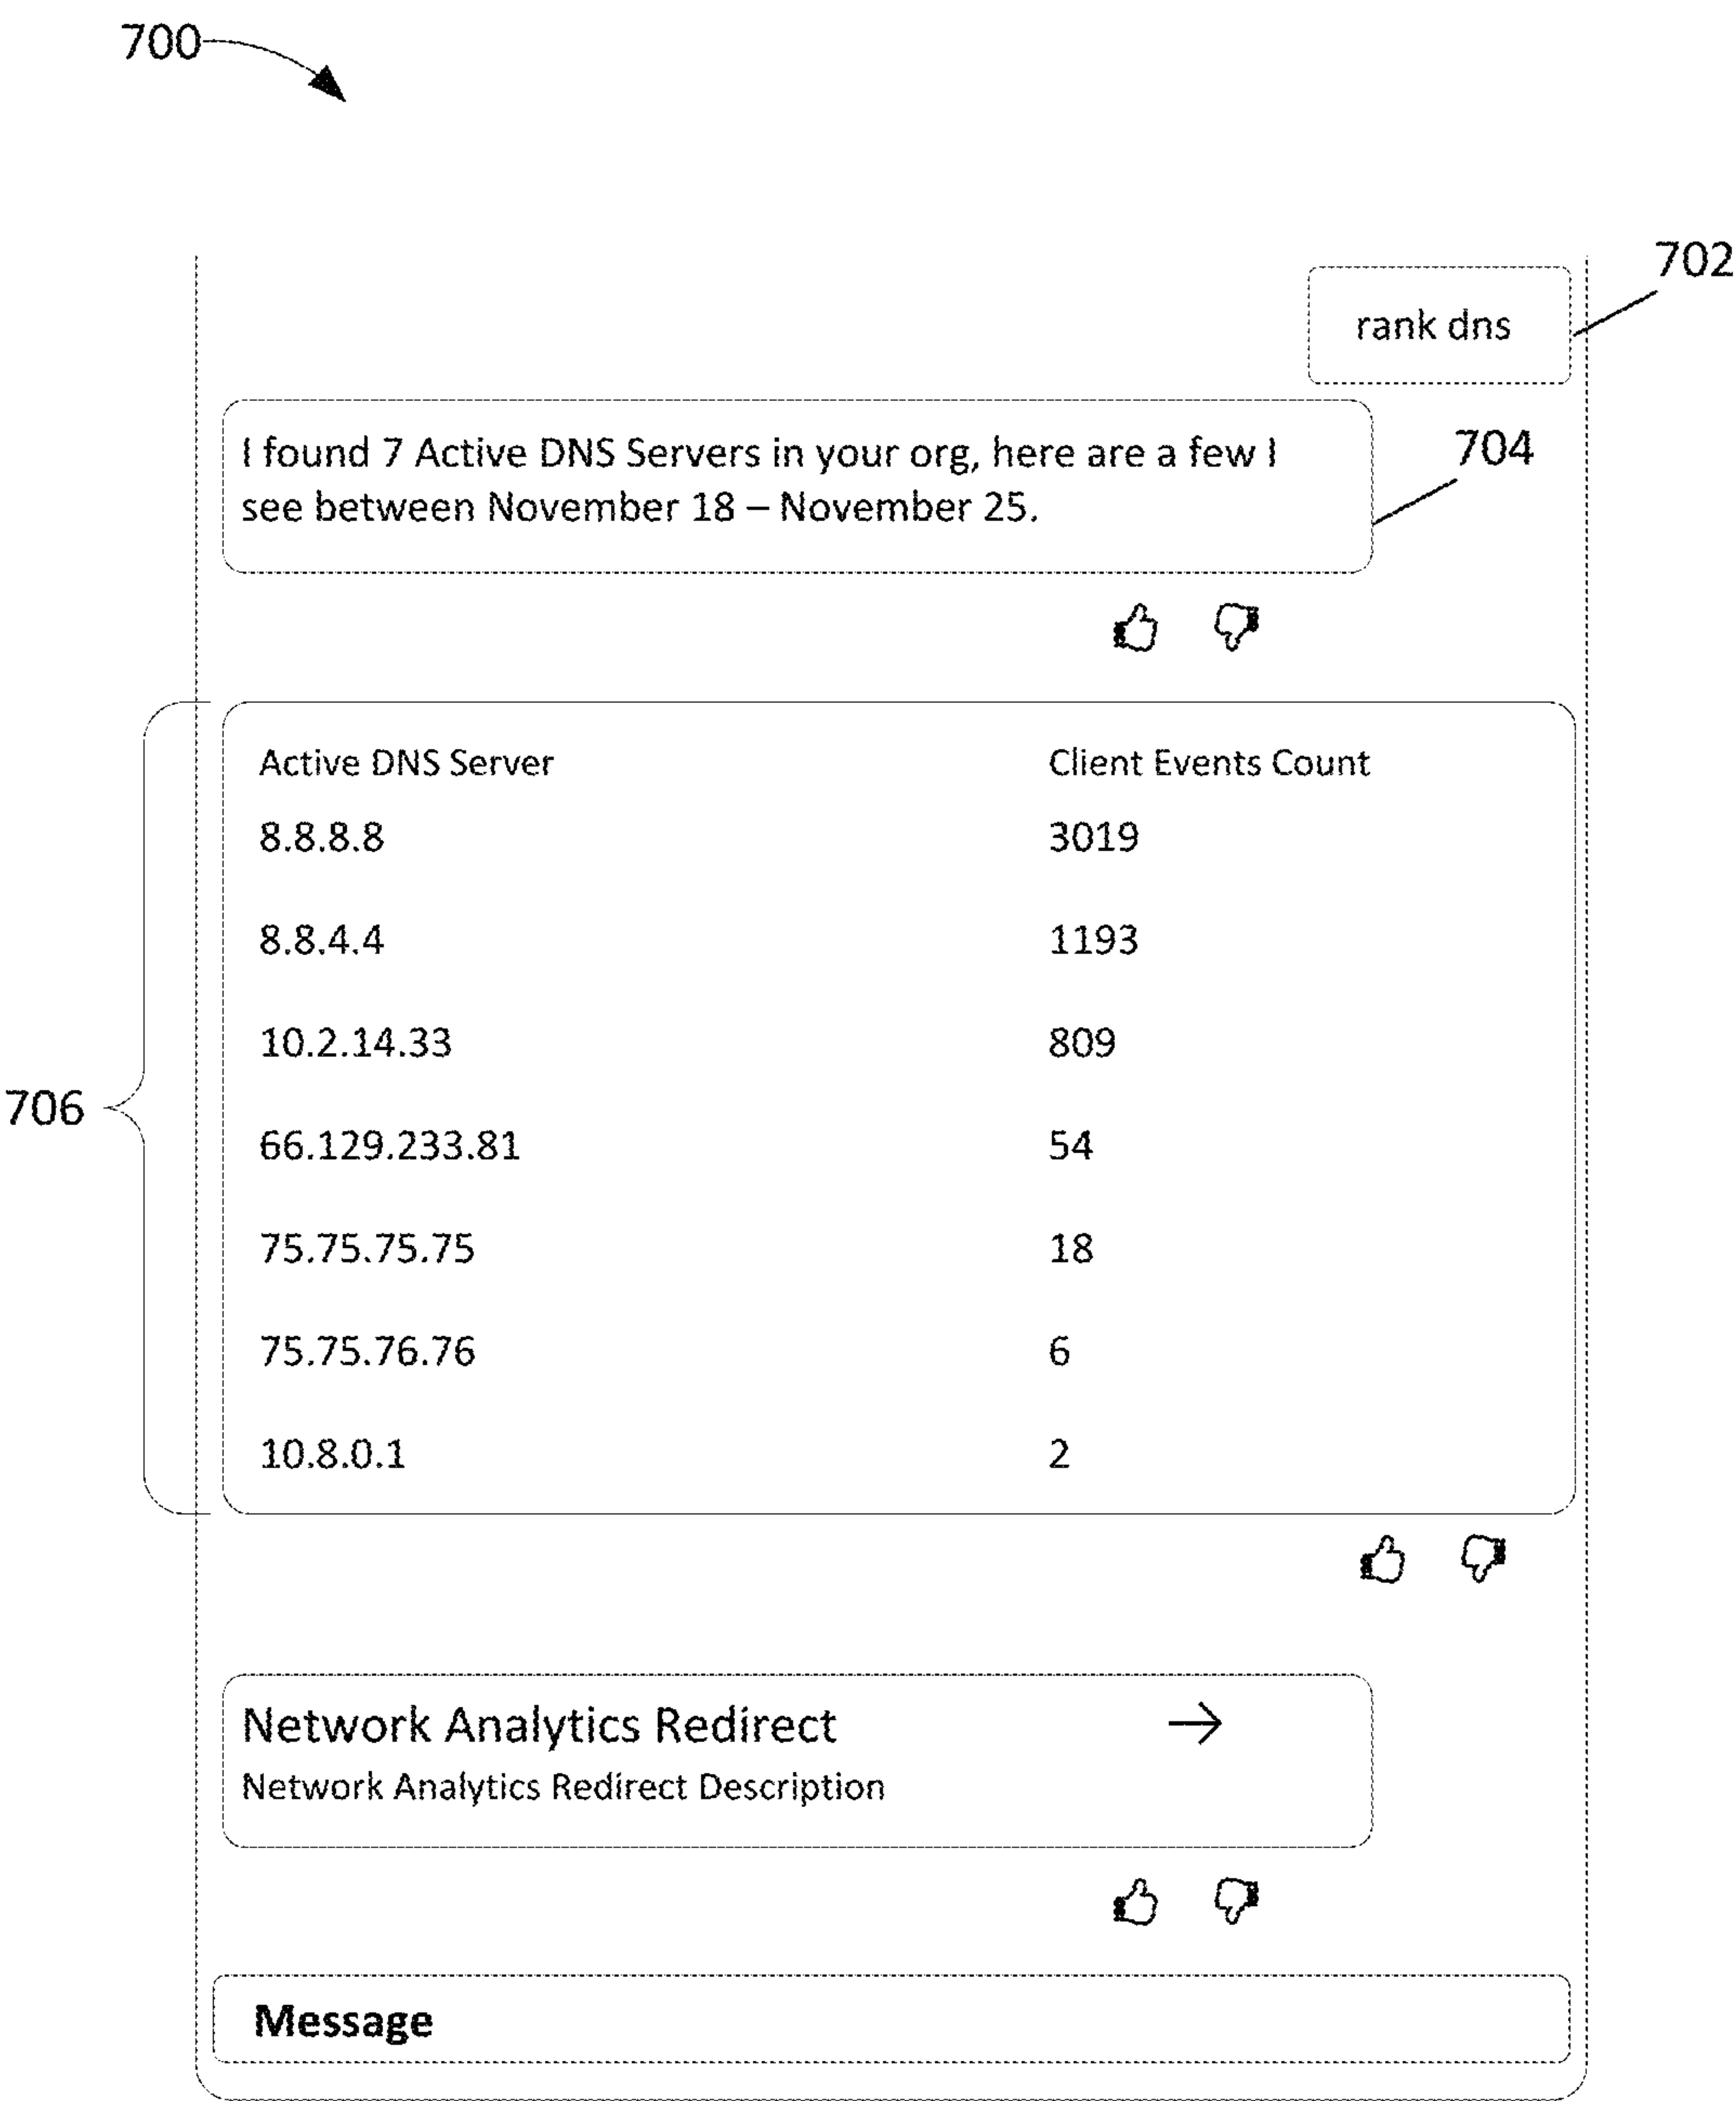 700
702
rank dns
I found 7 Active DNS Servers in your org, here are a few I
see between November 18 – November 25.
704
Active DNS Server Client Events Count
8.8.8.8 3019
8.8.4.4 1193
10.2.14.33 809
706
66.129.233.81 54
75.75.75.75 18
75.75.76.76 6
10.8.0.1 2
Network Analytics Redirect →
Network Analytics Redirect Description
Message